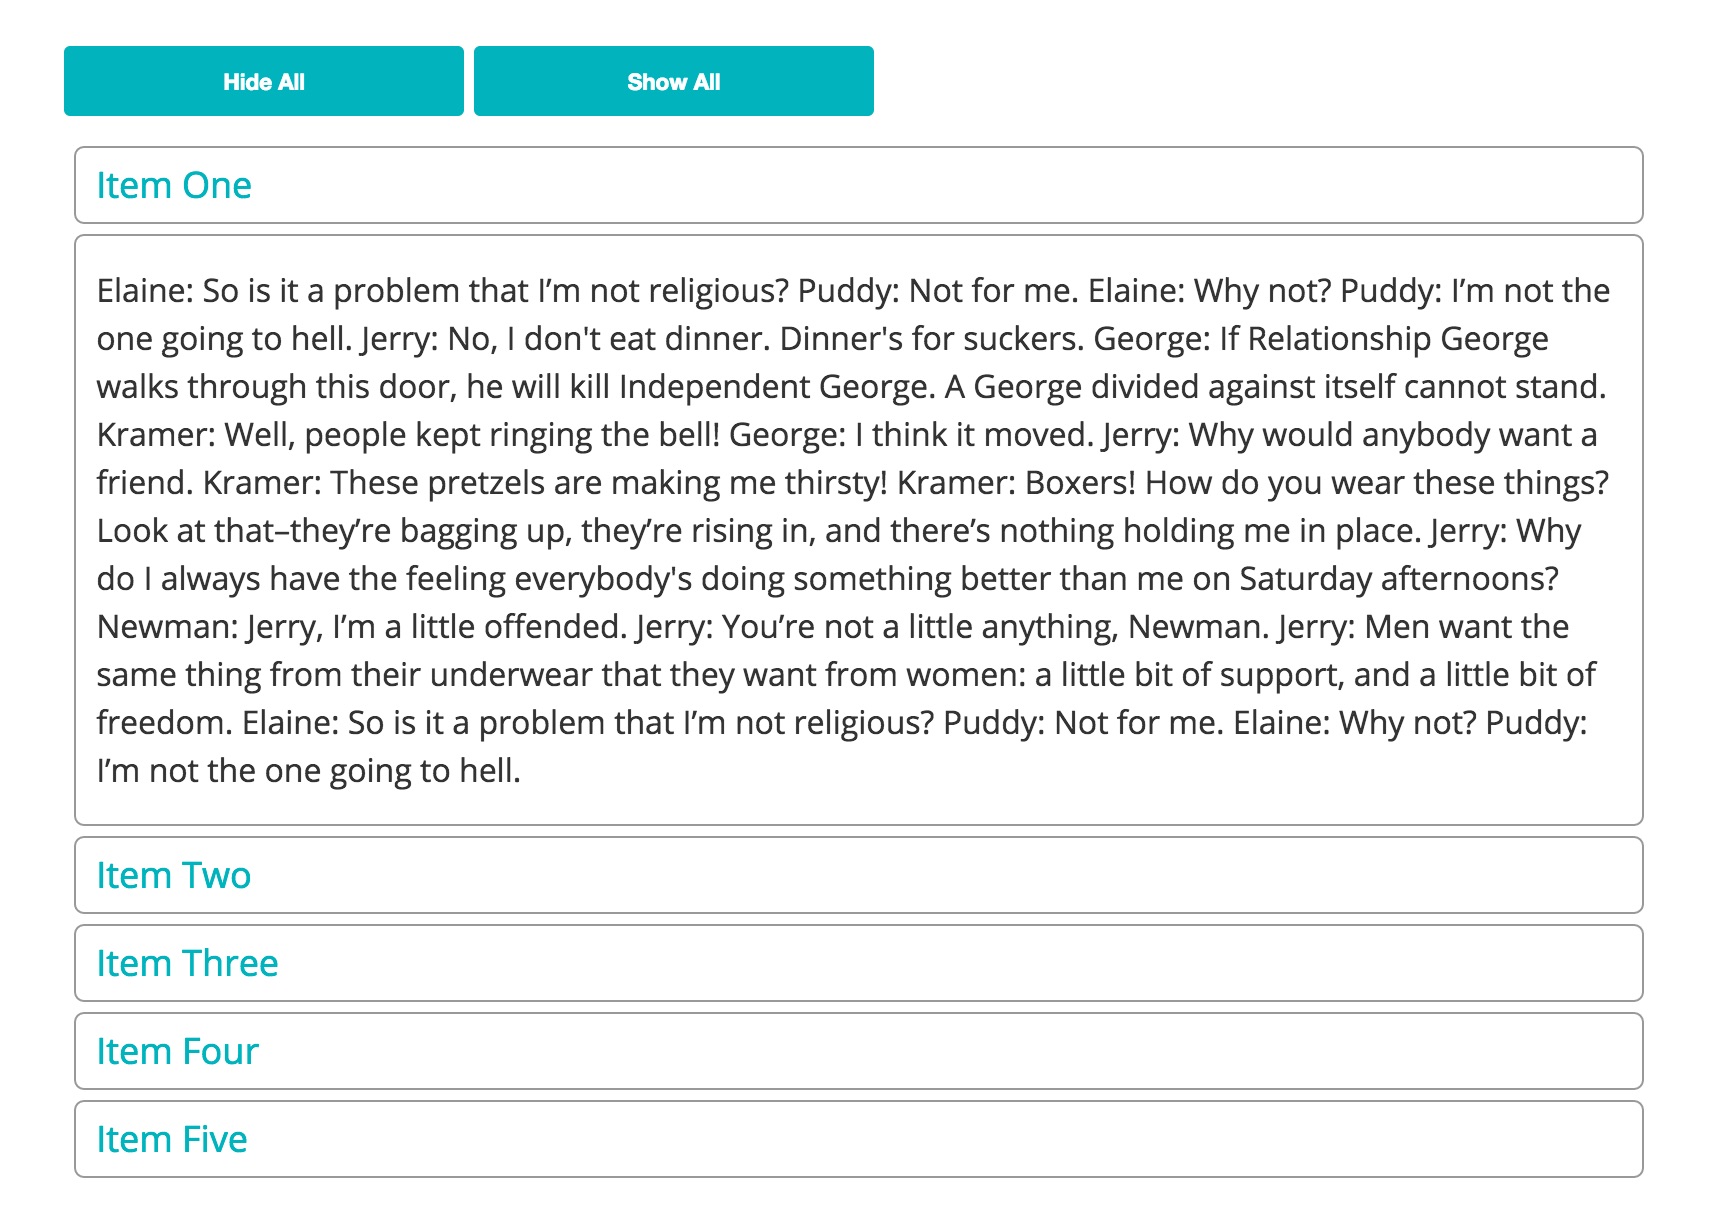 Hide All
Show All
Item One
Elaine: So is it a problem that I’m not religious? Puddy: Not for me. Elaine: Why not? Puddy: I’m not the
one going to hell. Jerry: No, I don't eat dinner. Dinner's for suckers. George: If Relationship George
walks through this door, he will kill Independent George. A George divided against itself cannot stand.
Kramer: Well, people kept ringing the bell! George: I think it moved. Jerry: Why would anybody want a
friend. Kramer: These pretzels are making me thirsty! Kramer: Boxers! How do you wear these things?
Look at that–they’re bagging up, they’re rising in, and there’s nothing holding me in place. Jerry: Why
do I always have the feeling everybody's doing something better than me on Saturday afternoons?
Newman: Jerry, I’m a little offended. Jerry: You’re not a little anything, Newman. Jerry: Men want the
same thing from their underwear that they want from women: a little bit of support, and a little bit of
freedom. Elaine: So is it a problem that I’m not religious? Puddy: Not for me. Elaine: Why not? Puddy:
I’m not the one going to hell.
Item Two
Item Three
Item Four
Item Five